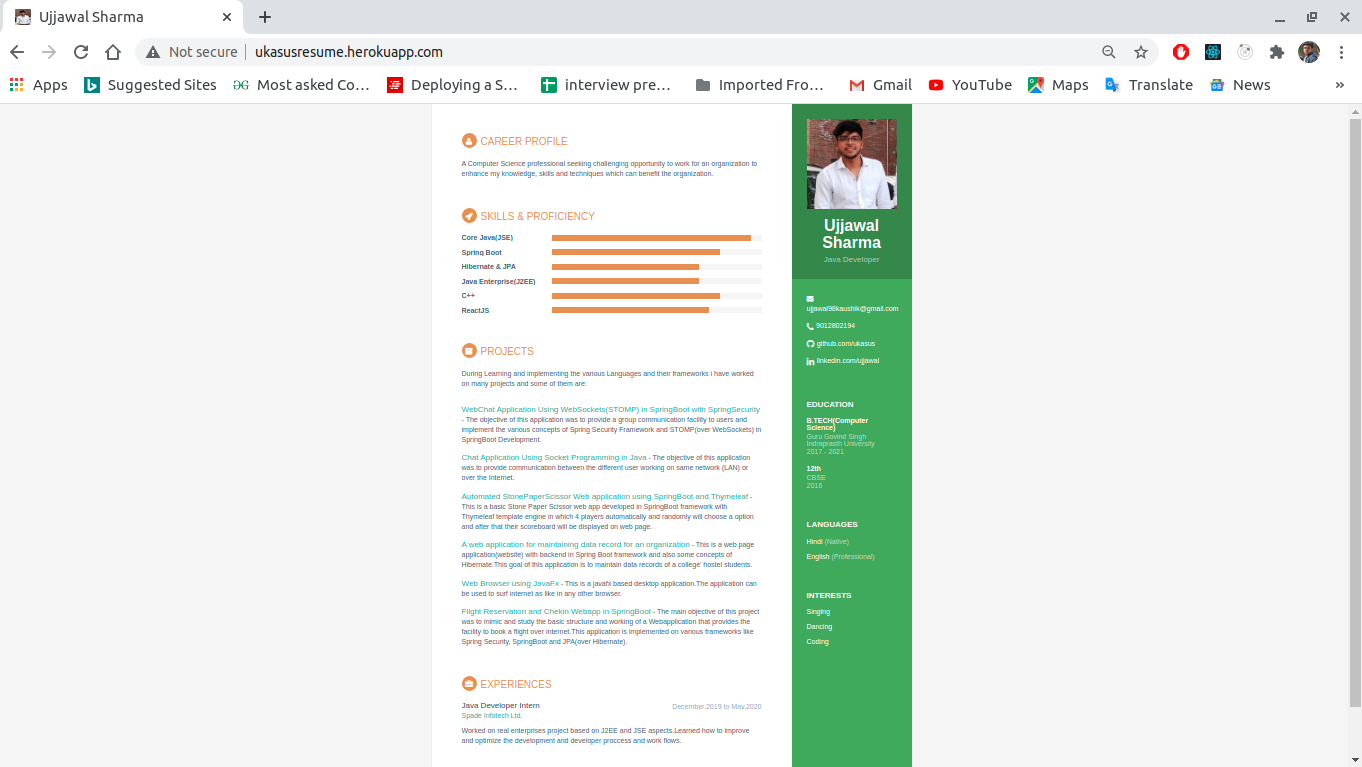 Ujjawal Sharma
Not secure
ukasusresume.herokuapp.com
Apps
Suggested Sites
Most asked Co...
Deploying a S...
interview pre...
Imported Fro...
Gmail
YouTube
Maps
Translate
News
»
CAREER PROFILE
A Computer Science professional seeking challenging opportunity to work for an organization to
enhance my knowledge, skills and techniques which can benefit the organization.
SKILLS & PROFICIENCY
Core Java(JSE)
Spring Boot
Hibernate & JPA
Java Enterprise(J2EE)
C++
ReactJS
PROJECTS
During Learning and implementing the various Languages and their frameworks i have worked
on many projects and some of them are:
WebChat Application Using WebSockets(STOMP) in SpringBoot with SpringSecurity
- The objective of this application was to provide a group communication facility to users and
implement the various concepts of Spring Security Framework and STOMP(over WebSockets) in
SpringBoot Development.
Chat Application Using Socket Programming in Java - The objective of this application
was to provide communication between the different user working on same network (LAN) or
over the Internet.
Automated StonePaperScissor Web application using SpringBoot and Thymeleaf -
This is a basic Stone Paper Scissor web app developed in SpringBoot framework with
Thymeleaf template engine in which 4 players automatically and randomly will choose a option
and after that their scoreboard will be displayed on web page.
A web application for maintaining data record for an organization - This is a web page
application(website) with backend in Spring Boot framework and also some concepts of
Hibernate.This goal of this application is to maintain data records of a college' hostel students.
Web Browser using JavaFx - This is a javafx based desktop application.The application can
be used to surf internet as like in any other browser.
Flight Reservation and Chekin Webapp in SpringBoot - The main objective of this project
was to mimic and study the basic structure and working of a Webapplication that provides the
facility to book a flight over internet.This application is implemented on various frameworks like
Spring Security, SpringBoot and JPA(over Hibernate).
EXPERIENCES
Java Developer Intern
December,2019 to May,2020
Spade Infotech Ltd.
Worked on real enterprises project based on J2EE and JSE aspects.Learned how to improve
and optimize the development and developer proccess and work flows.
Ujjawal
Sharma
Java Developer
ujjawal98kaushik@gmail.com
9012802194
github.com/ukasus
linkedin.com/ujjawal
EDUCATION
B.TECH(Computer
Science)
Guru Govind Singh
Indraprasth University
2017 - 2021
12th
CBSE
2016
LANGUAGES
Hindi (Native)
English (Professional)
INTERESTS
Singing
Dancing
Coding